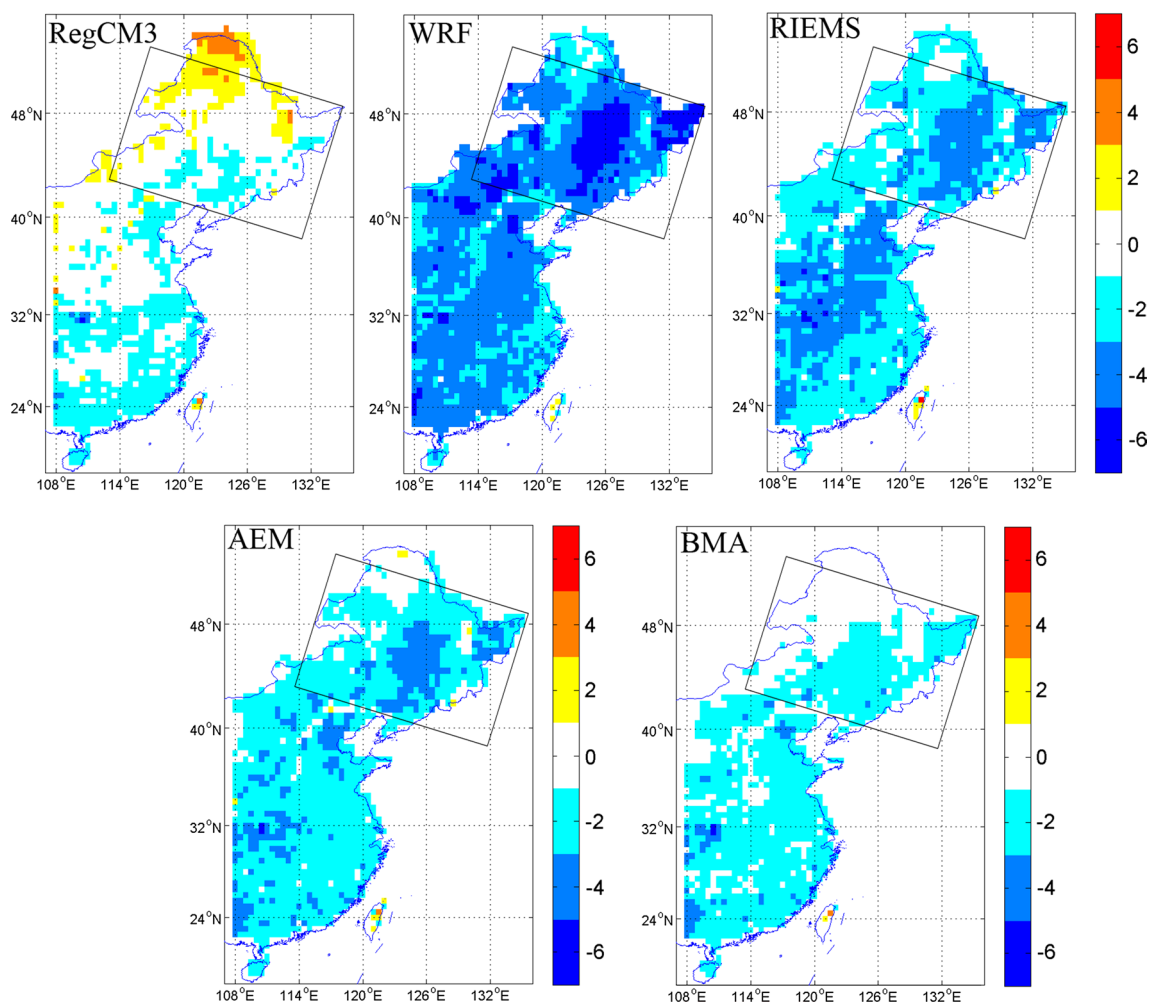 RegCM3 WRF RIEMS
6
4
2
0
-2
-4
-6
48°N 48°N 48°N
40°N 40°N 40°N
32°N 32°N 32°N
24°N 24°N 24°N
108°E 114°E 120°E 126°E 132°E 108°E 114°E 120°E 126°E 132°E 108°E 114°E 120°E 126°E 132°E
AEM BMA
6 6
4 4
2 2
0 0
-2 -2
-4 -4
-6 -6
48°N 48°N
40°N 40°N
32°N 32°N
24°N 24°N
108°E 114°E 120°E 126°E 132°E 108°E 114°E 120°E 126°E 132°E